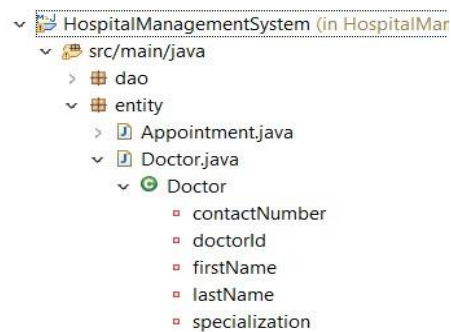 HospitalManagementSystem (in HospitalMar
src/main/java
dao
entity
Appointment.java
Doctor.java
Doctor
contactNumber
doctorId
firstName
lastName
specialization